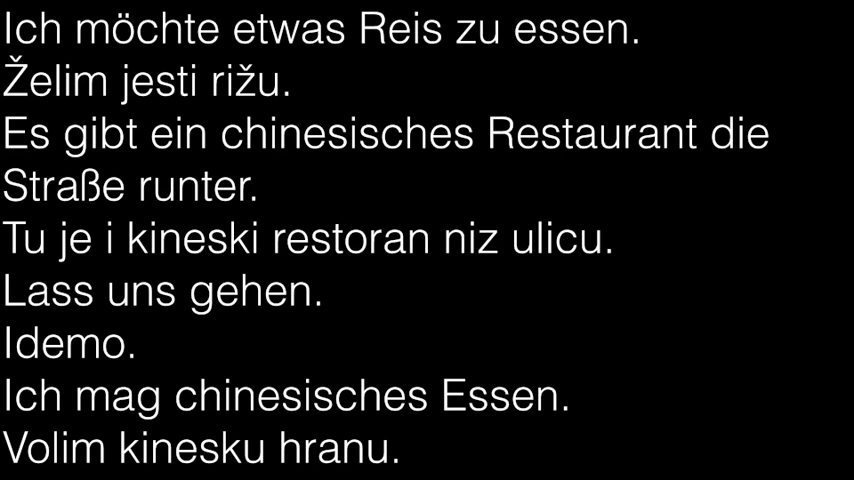 Ich möchte etwas Reis zu essen.
Želim jesti rižu.
Es gibt ein chinesisches Restaurant die
Straße runter.
Tu je i kineski restoran niz ulicu.
Lass uns gehen.
Idemo.
Ich mag chinesisches Essen.
Volim kinesku hranu.